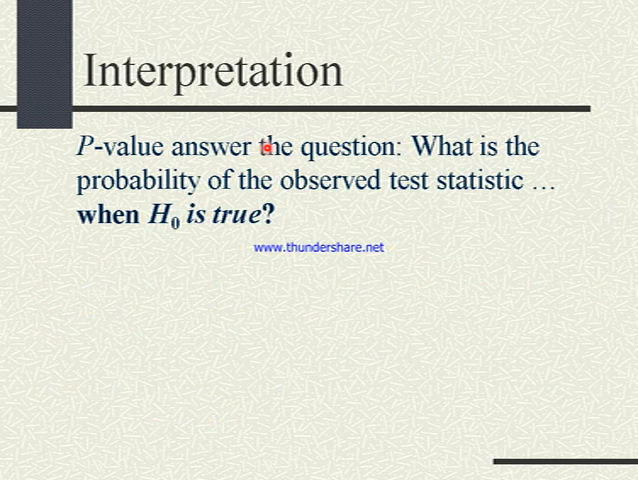 Interpretation
P-value answer the question: What is the
probability of the observed test statistic …
when H₀ is true?
www.thundershare.net